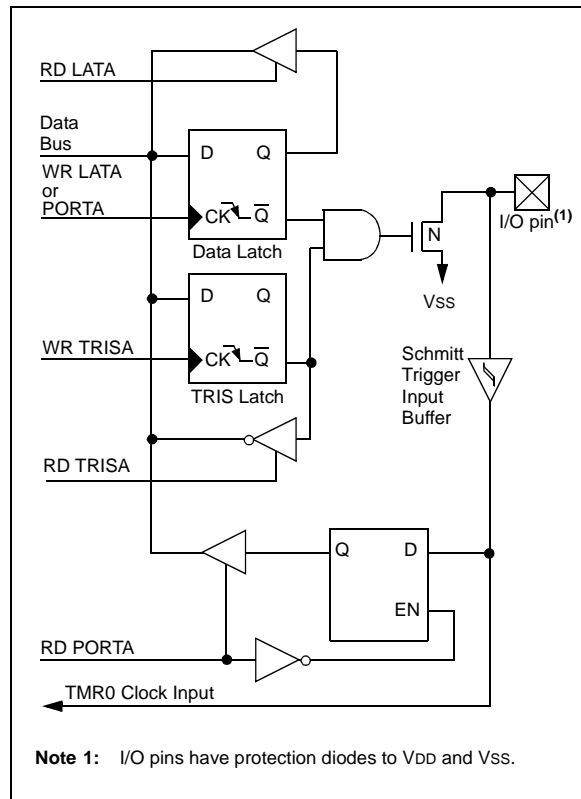 RD LATA
Data
Bus
WR LATA
or
PORTA
D Q
CK Q̅
Data Latch
I/O pin(1)
N
VSS
D Q
WR TRISA
CK Q̅
TRIS Latch
Schmitt
Trigger
Input
Buffer
RD TRISA
Q D
EN
RD PORTA
TMR0 Clock Input
Note 1: I/O pins have protection diodes to VDD and VSS.